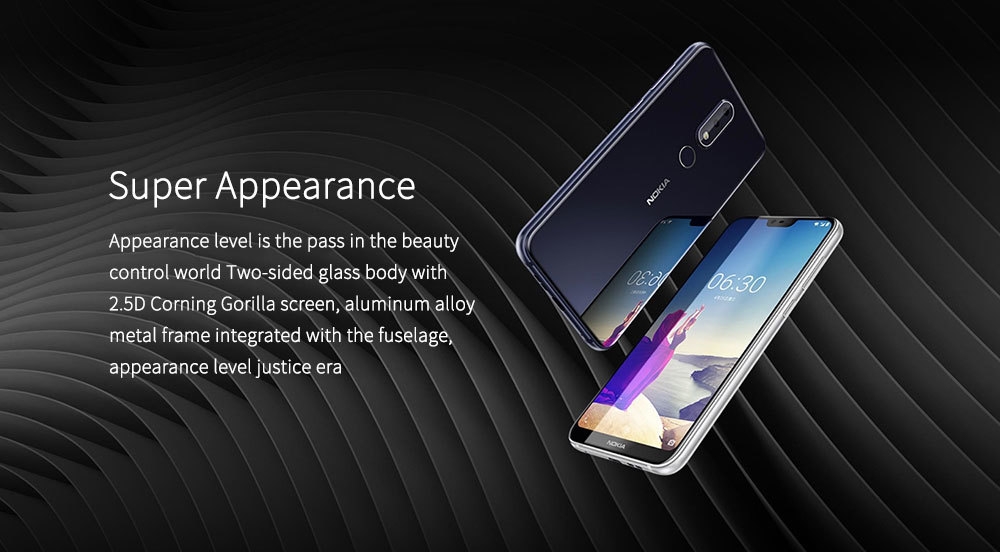 Super Appearance
Appearance level is the pass in the beauty
control world Two-sided glass body with
2.5D Corning Gorilla screen, aluminum alloy
metal frame integrated with the fuselage,
appearance level justice era
NOKIA
06:30
NOKIA